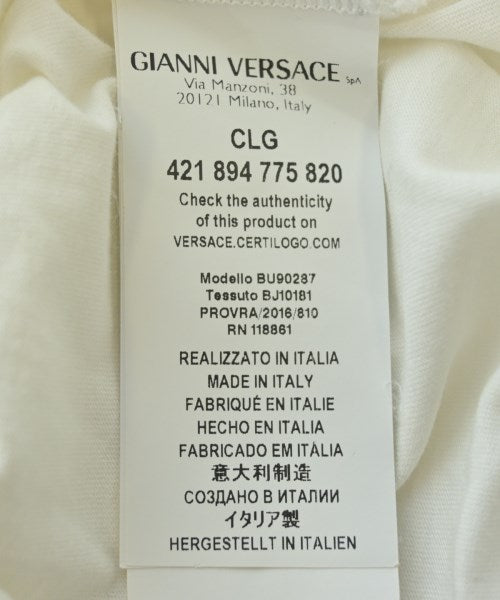 GIANNI VERSACE SpA
Via Manzoni, 38
20121 Milano, Italy
CLG
421 894 775 820
Check the authenticity
of this product on
VERSACE.CERTILOGO.COM
Modello BU90287
Tessuto BJ10181
PROVRA/2016/810
RN 118861
REALIZZATO IN ITALIA
MADE IN ITALY
FABRIQUÉ EN ITALIE
HECHO EN ITALIA
FABRICADO EM ITÁLIA
意大利制造
СОЗДАНО В ИТАЛИИ
イタリア製
HERGESTELLT IN ITALIEN